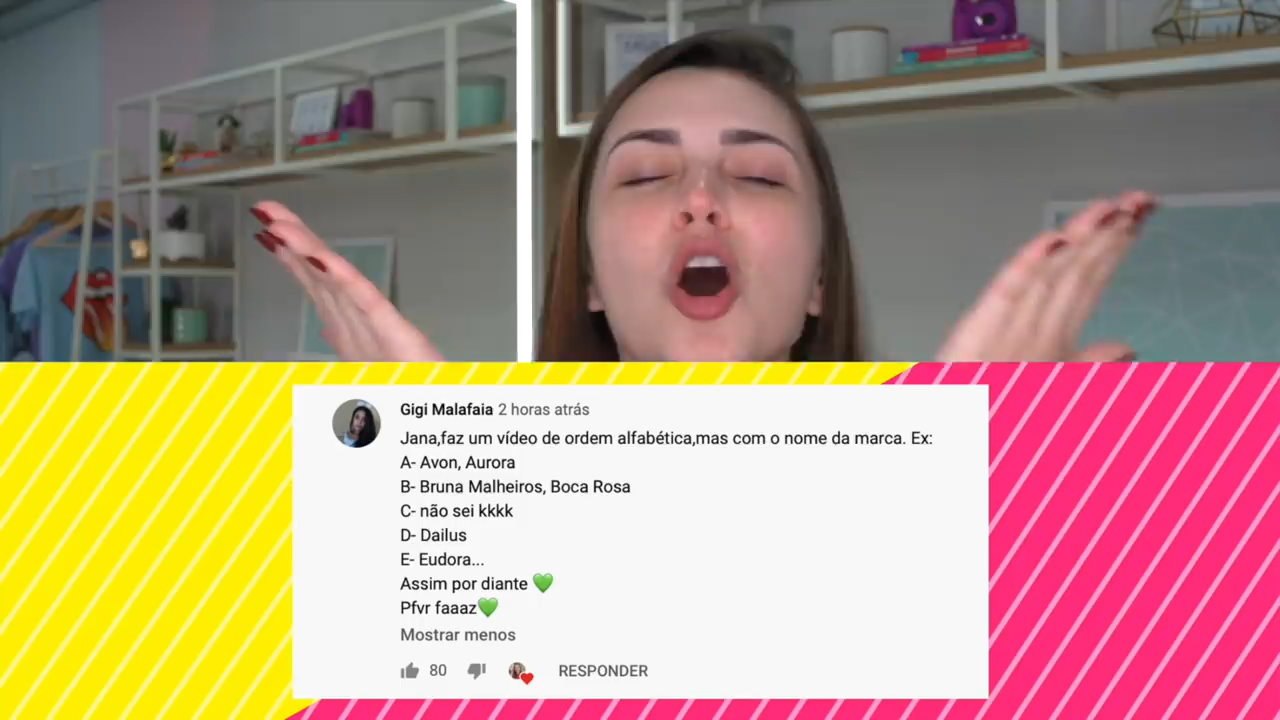 Gigi Malafaia 2 horas atrás
Jana,faz um vídeo de ordem alfabética,mas com o nome da marca. Ex:
A- Avon, Aurora
B- Bruna Malheiros, Boca Rosa
C- não sei kkkk
D- Dailus
E- Eudora...
Assim por diante 💚
Pfvr faaaz💚
Mostrar menos
80 RESPONDER